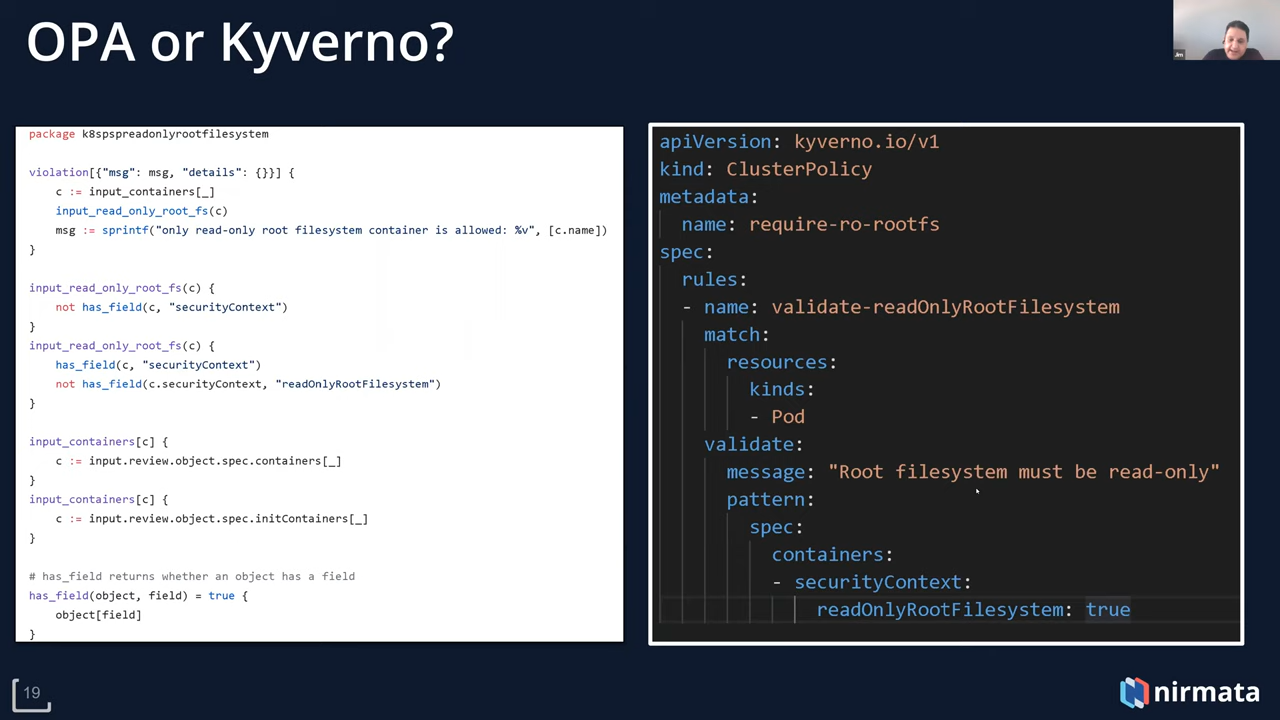 OPA or Kyverno?
package k8spspreadonlyrootfilesystem
violation[{"msg": msg, "details": {}}] {
c := input_containers[_]
input_read_only_root_fs(c)
msg := sprintf("only read-only root filesystem container is allowed: %v", [c.name])
}
input_read_only_root_fs(c) {
not has_field(c, "securityContext")
}
input_read_only_root_fs(c) {
has_field(c, "securityContext")
not has_field(c.securityContext, "readOnlyRootFilesystem")
}
input_containers[c] {
c := input.review.object.spec.containers[_]
}
input_containers[c] {
c := input.review.object.spec.initContainers[_]
}
# has_field returns whether an object has a field
has_field(object, field) = true {
object[field]
}
apiVersion: kyverno.io/v1
kind: ClusterPolicy
metadata:
name: require-ro-rootfs
spec:
rules:
- name: validate-readOnlyRootFilesystem
match:
resources:
kinds:
- Pod
validate:
message: "Root filesystem must be read-only"
pattern:
spec:
containers:
- securityContext:
readOnlyRootFilesystem: true
19
nirmata